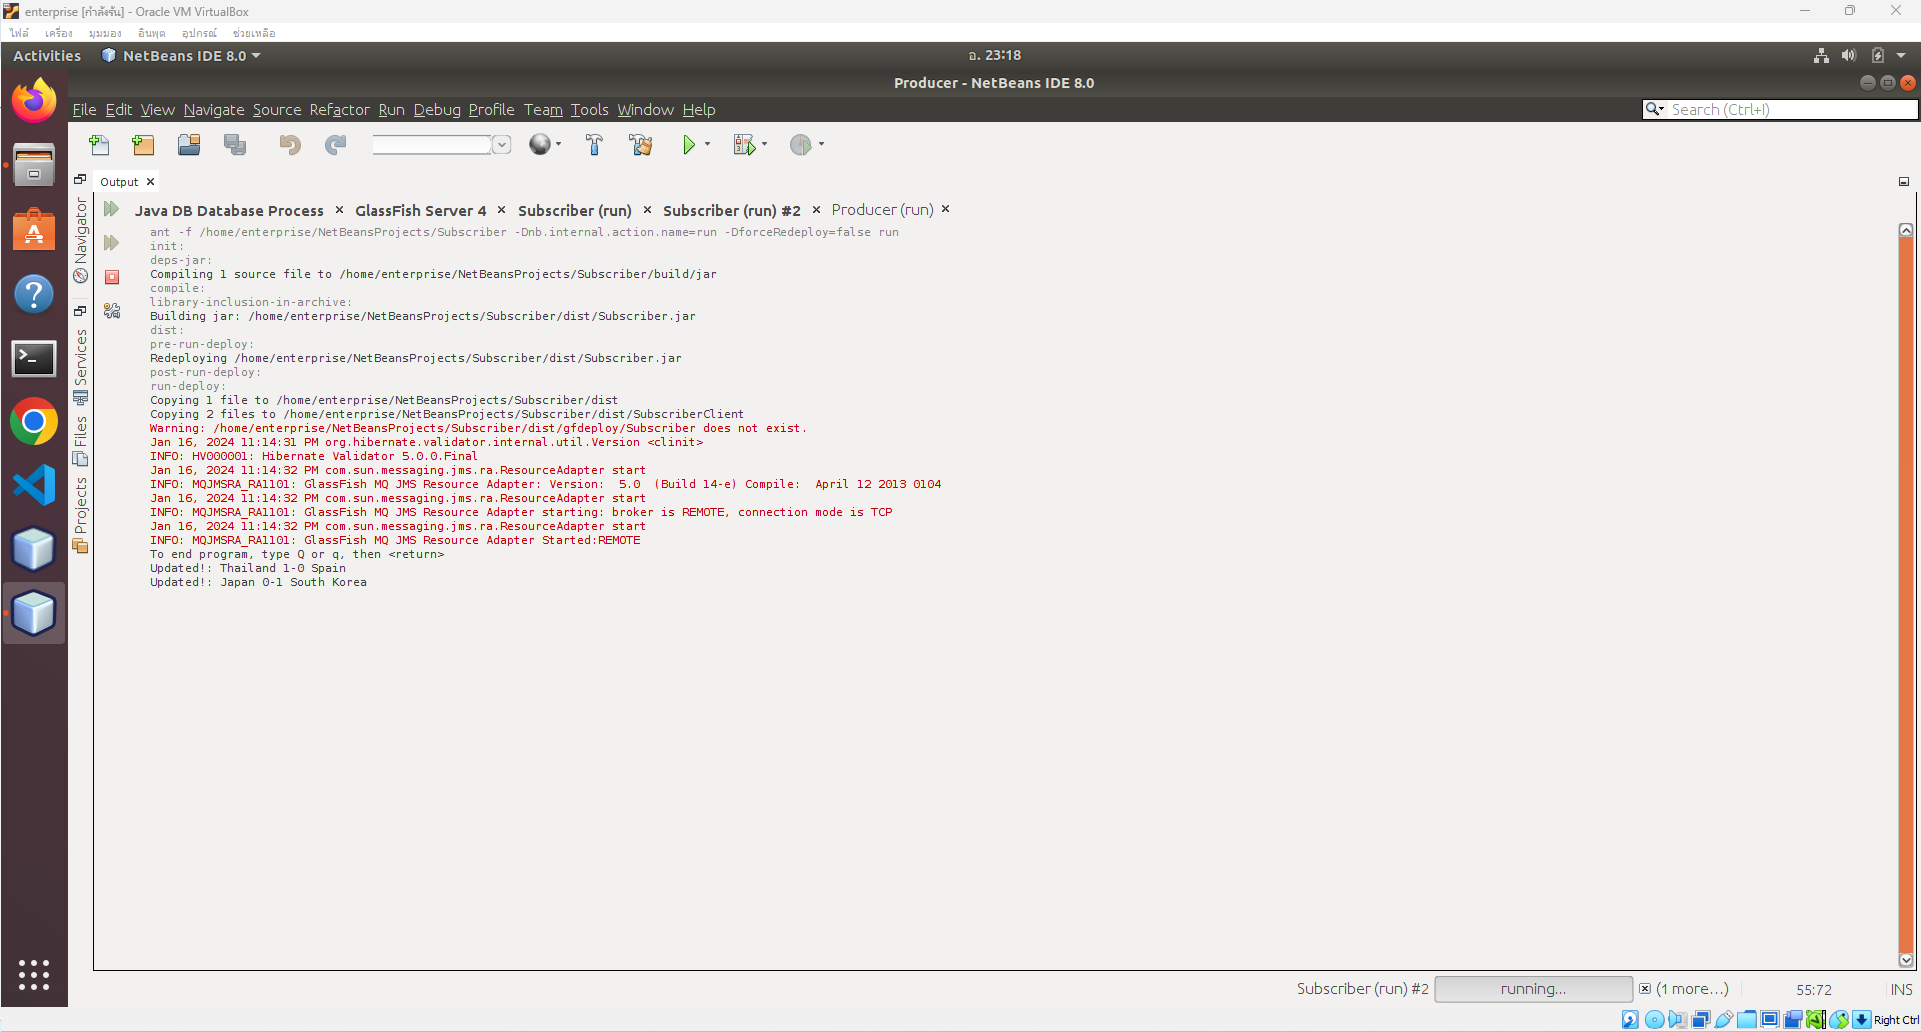 enterprise [กำลังรัน] - Oracle VM VirtualBox
ไฟล์ เครื่อง มุมมอง อินพุต อุปกรณ์ ช่วยเหลือ
Activities NetBeans IDE 8.0 อ. 23:18
Producer - NetBeans IDE 8.0
File Edit View Navigate Source Refactor Run Debug Profile Team Tools Window Help Search (Ctrl+I)
Output
Navigator
Services
Files
Projects
Java DB Database Process GlassFish Server 4 Subscriber (run) Subscriber (run) #2 Producer (run)
ant -f /home/enterprise/NetBeansProjects/Subscriber -Dnb.internal.action.name=run -DforceRedeploy=false run
init:
deps-jar:
Compiling 1 source file to /home/enterprise/NetBeansProjects/Subscriber/build/jar
compile:
library-inclusion-in-archive:
Building jar: /home/enterprise/NetBeansProjects/Subscriber/dist/Subscriber.jar
dist:
pre-run-deploy:
Redeploying /home/enterprise/NetBeansProjects/Subscriber/dist/Subscriber.jar
post-run-deploy:
run-deploy:
Copying 1 file to /home/enterprise/NetBeansProjects/Subscriber/dist
Copying 2 files to /home/enterprise/NetBeansProjects/Subscriber/dist/SubscriberClient
Warning: /home/enterprise/NetBeansProjects/Subscriber/dist/gfdeploy/Subscriber does not exist.
Jan 16, 2024 11:14:31 PM org.hibernate.validator.internal.util.Version <clinit>
INFO: HV000001: Hibernate Validator 5.0.0.Final
Jan 16, 2024 11:14:32 PM com.sun.messaging.jms.ra.ResourceAdapter start
INFO: MQJMSRA_RA1101: GlassFish MQ JMS Resource Adapter: Version:  5.0  (Build 14-e) Compile:  April 12 2013 0104
Jan 16, 2024 11:14:32 PM com.sun.messaging.jms.ra.ResourceAdapter start
INFO: MQJMSRA_RA1101: GlassFish MQ JMS Resource Adapter starting: broker is REMOTE, connection mode is TCP
Jan 16, 2024 11:14:32 PM com.sun.messaging.jms.ra.ResourceAdapter start
INFO: MQJMSRA_RA1101: GlassFish MQ JMS Resource Adapter Started:REMOTE
To end program, type Q or q, then <return>
Updated!: Thailand 1-0 Spain
Updated!: Japan 0-1 South Korea
Subscriber (run) #2 running... (1 more...) 55:72 INS
Right Ctrl